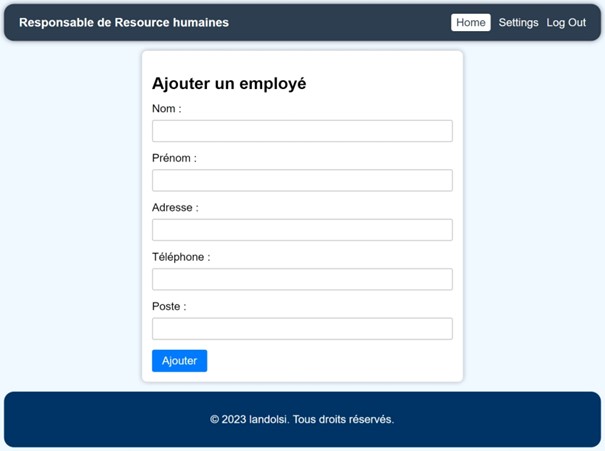 Responsable de Resource humaines
Home Settings Log Out
Ajouter un employé
Nom :
Prénom :
Adresse :
Téléphone :
Poste :
Ajouter
© 2023 landolsi. Tous droits réservés.